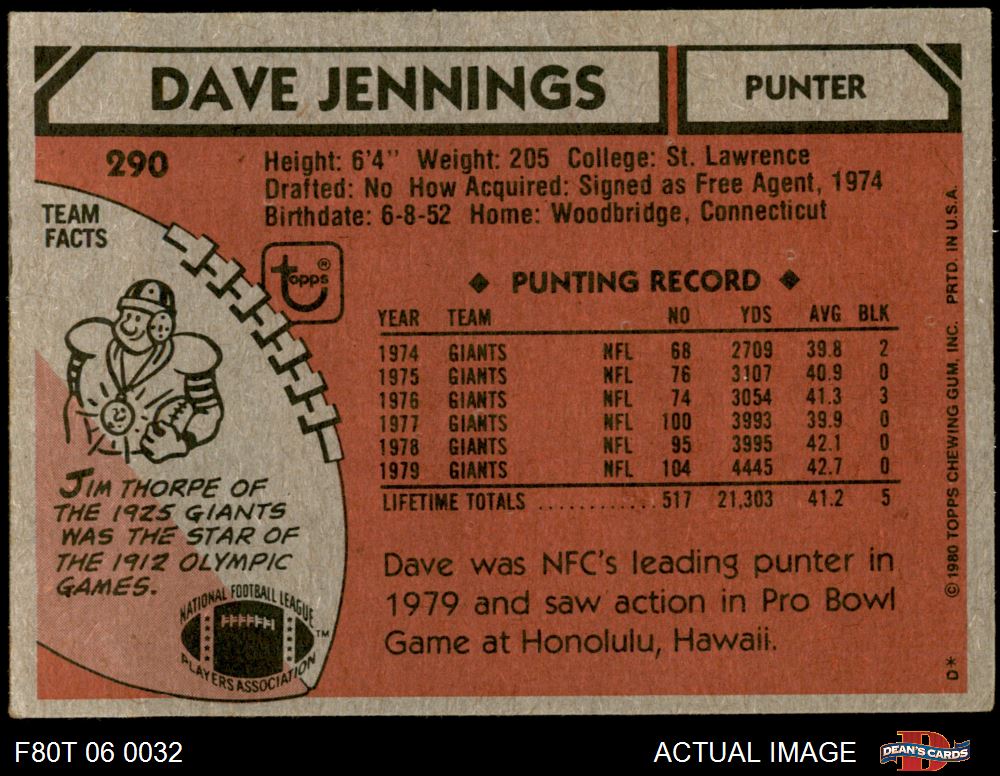 DAVE JENNINGS
PUNTER
290
Height: 6'4" Weight: 205 College: St. Lawrence
Drafted: No How Acquired: Signed as Free Agent, 1974
Birthdate: 6-8-52 Home: Woodbridge, Connecticut
TEAM
FACTS
topps®
◆ PUNTING RECORD ◆
YEAR TEAM NO YDS AVG BLK
1974 GIANTS NFL 68 2709 39.8 2
1975 GIANTS NFL 76 3107 40.9 0
1976 GIANTS NFL 74 3054 41.3 3
1977 GIANTS NFL 100 3993 39.9 0
1978 GIANTS NFL 95 3995 42.1 0
1979 GIANTS NFL 104 4445 42.7 0
LIFETIME TOTALS ............ 517 21,303 41.2 5
JIM THORPE OF
THE 1925 GIANTS
WAS THE STAR OF
THE 1912 OLYMPIC
GAMES.
NATIONAL FOOTBALL LEAGUE
PLAYERS ASSOCIATION
TM
Dave was NFC's leading punter in
1979 and saw action in Pro Bowl
Game at Honolulu, Hawaii.
D* ©1980 TOPPS CHEWING GUM, INC. PRTD. IN U.S.A.
F80T 06 0032
ACTUAL IMAGE
DEAN'S CARDS